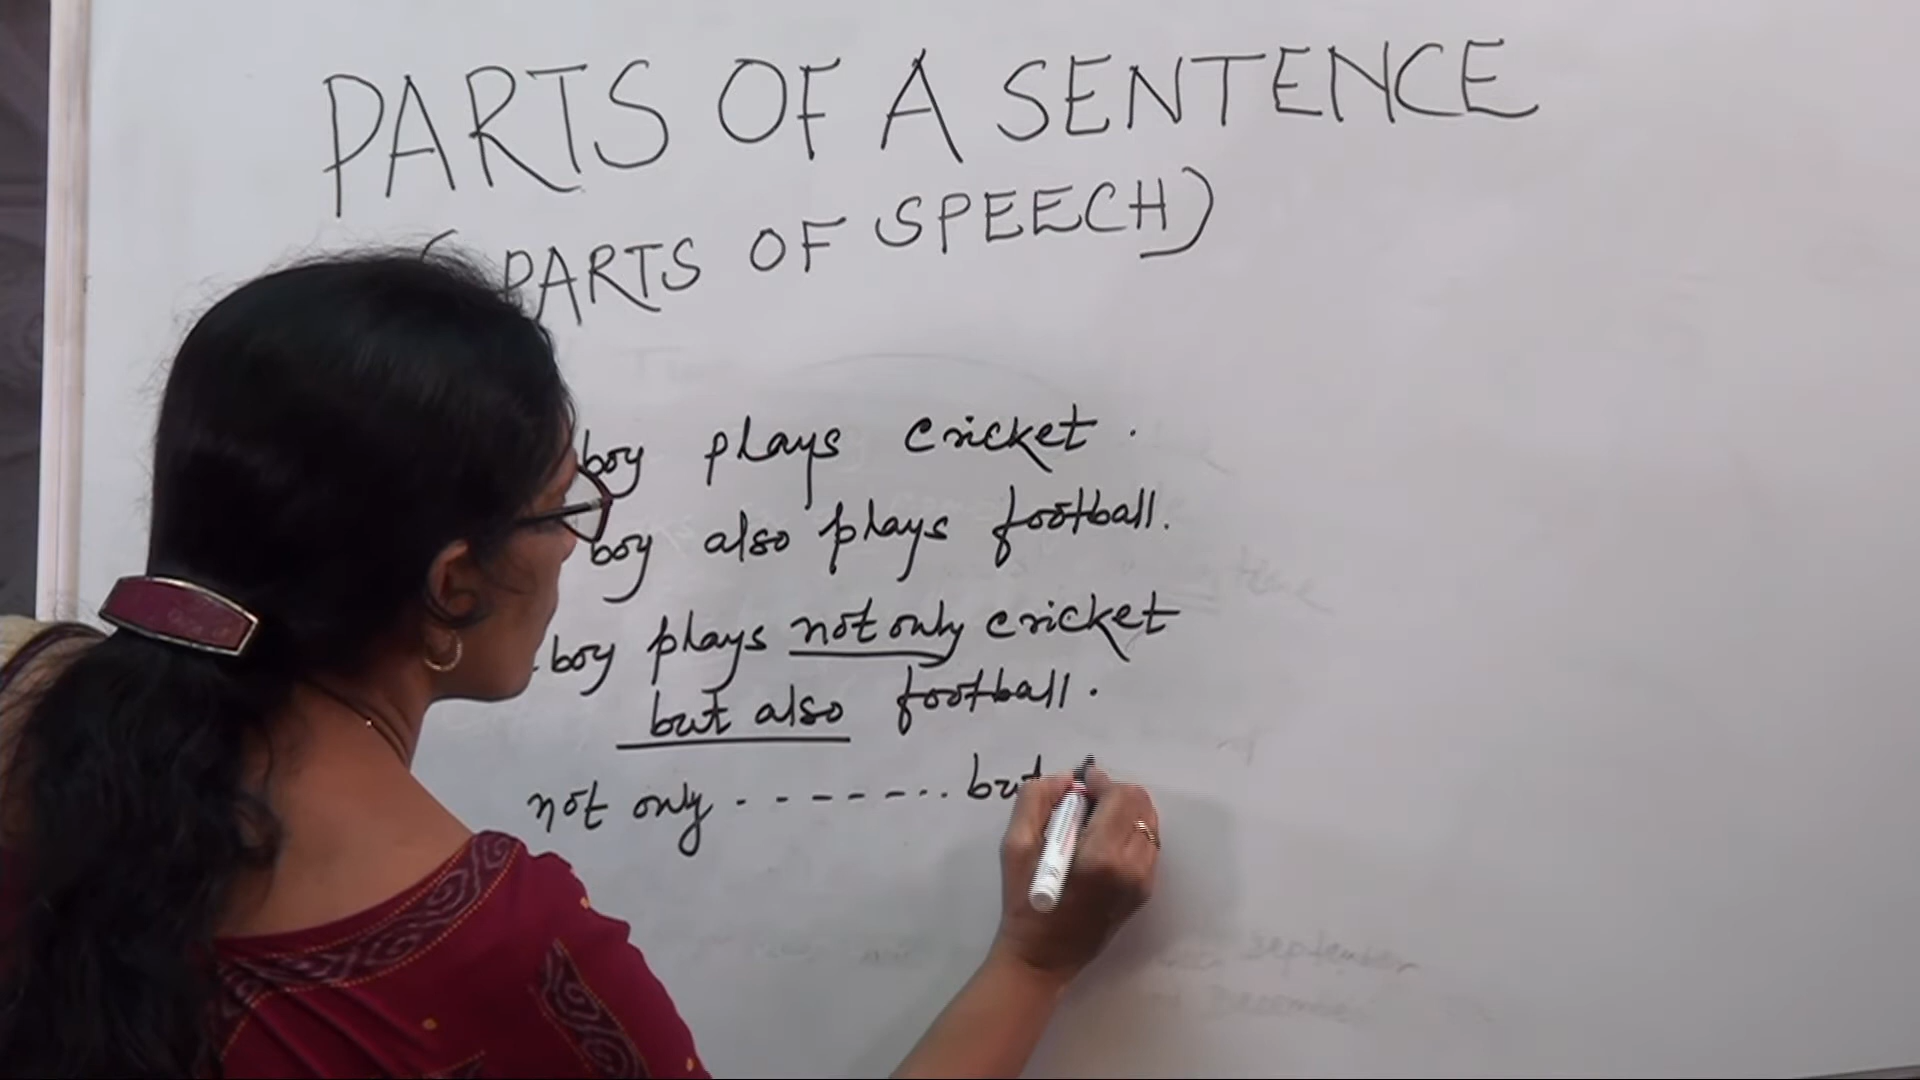 PARTS OF A SENTENCE
(PARTS OF SPEECH)
boy plays cricket.
boy also plays football.
boy plays not only cricket
but also football.
not only -------.. but